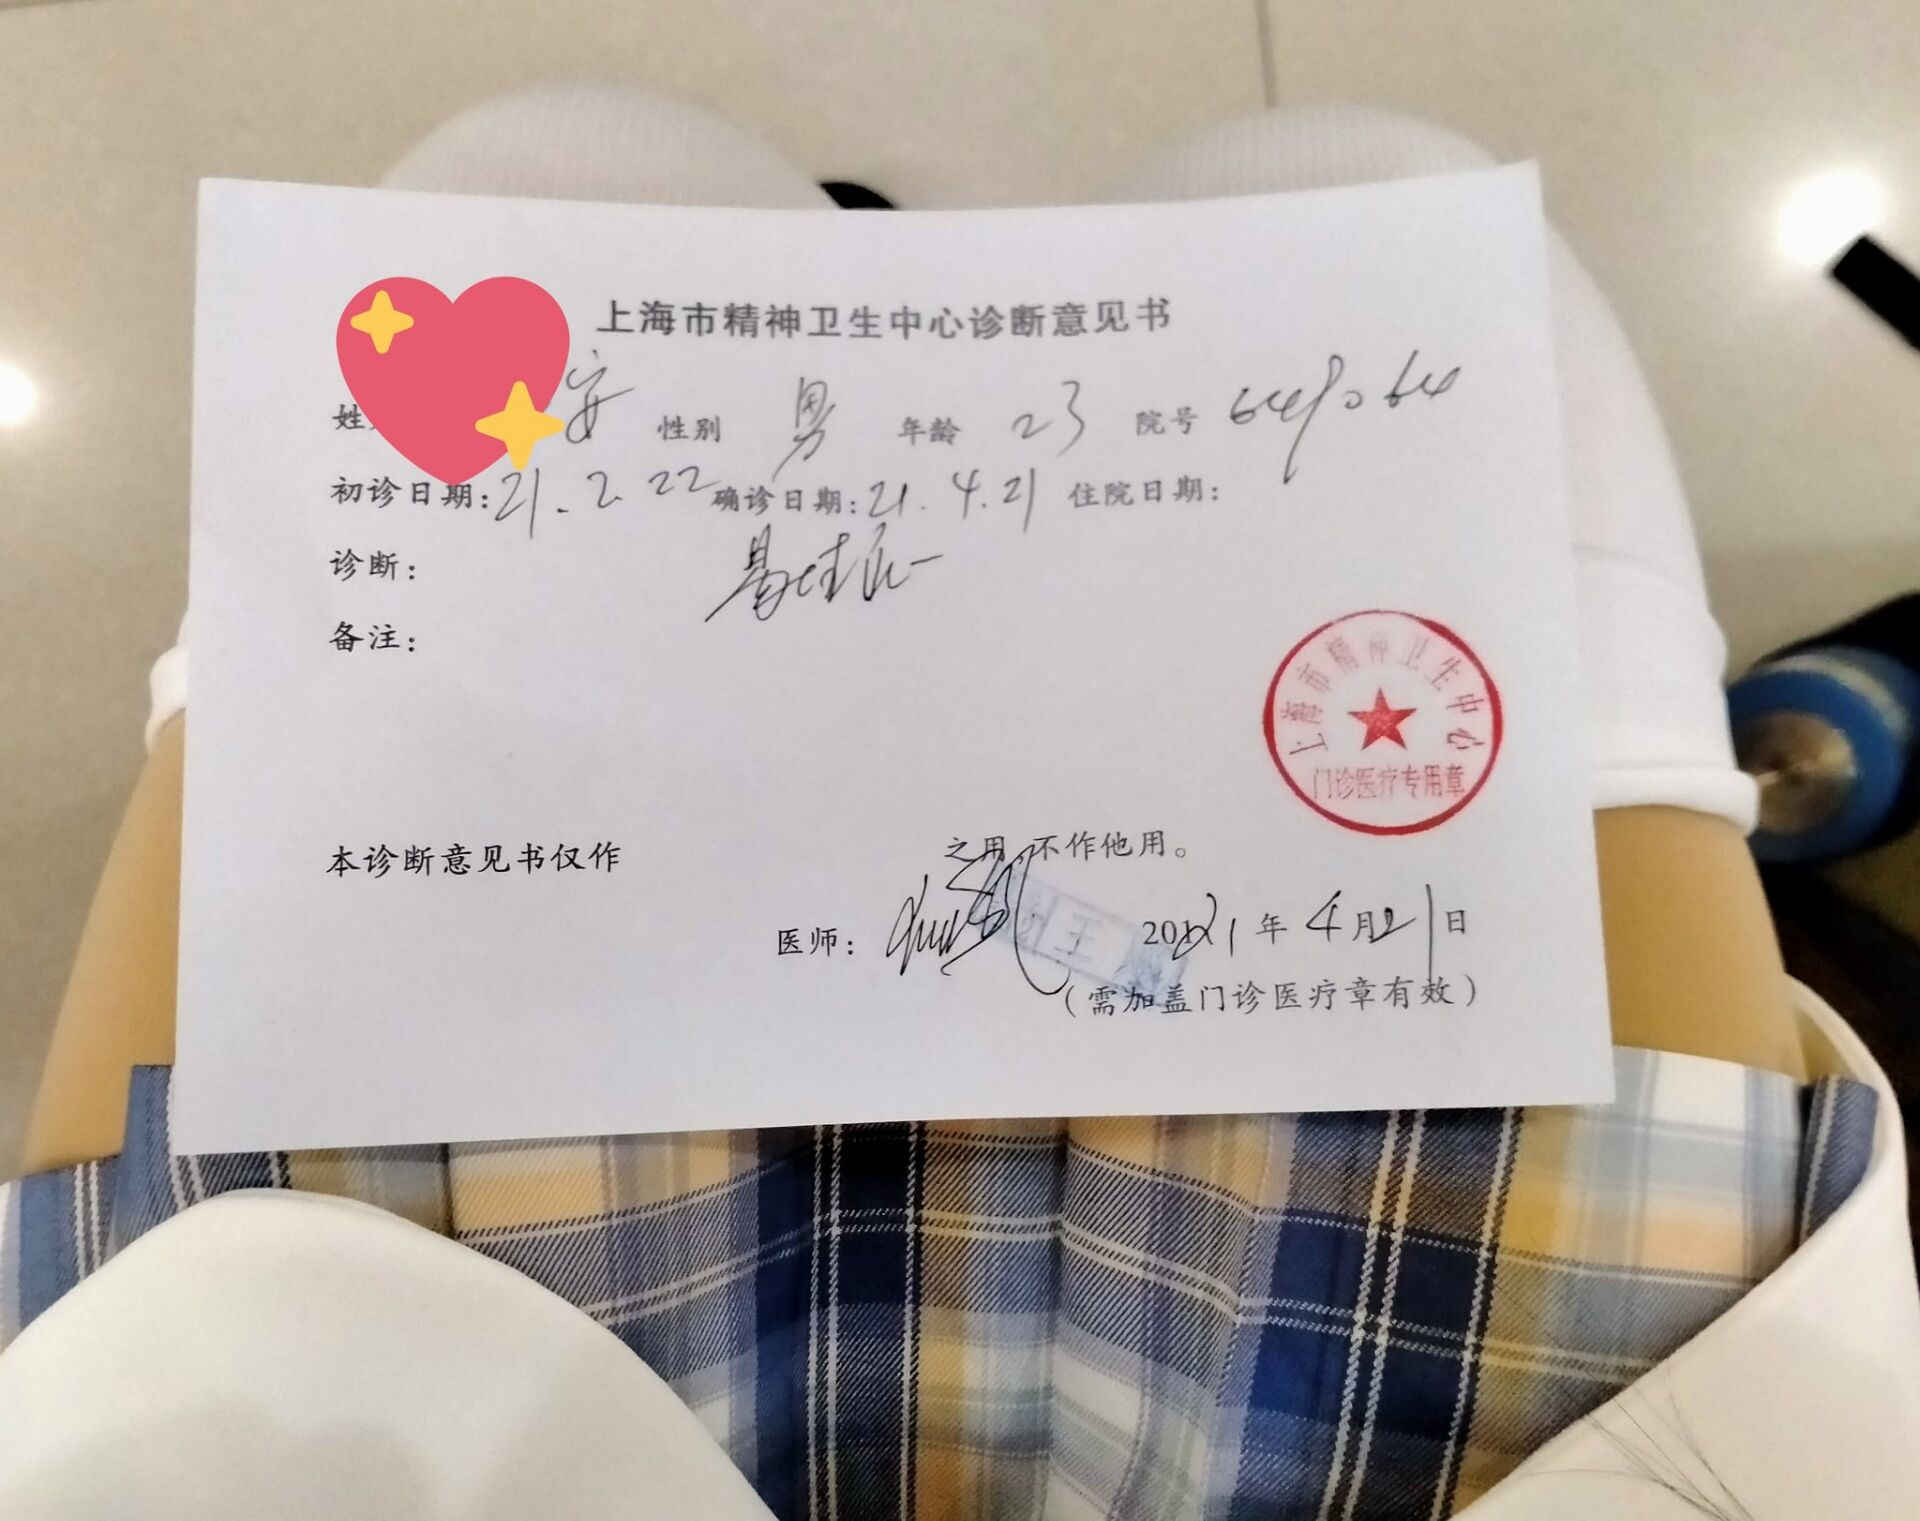 上海市精神卫生中心诊断意见书
姓 安 性别 男 年龄 23 院号 649064
初诊日期:21.2.22 确诊日期:21.4.21 住院日期:
诊断: 易性症
备注:
上海市精神卫生中心
门诊医疗专用章
本诊断意见书仅作 之用,不作他用。
医师: 王 2021年4月21日
(需加盖门诊医疗章有效)